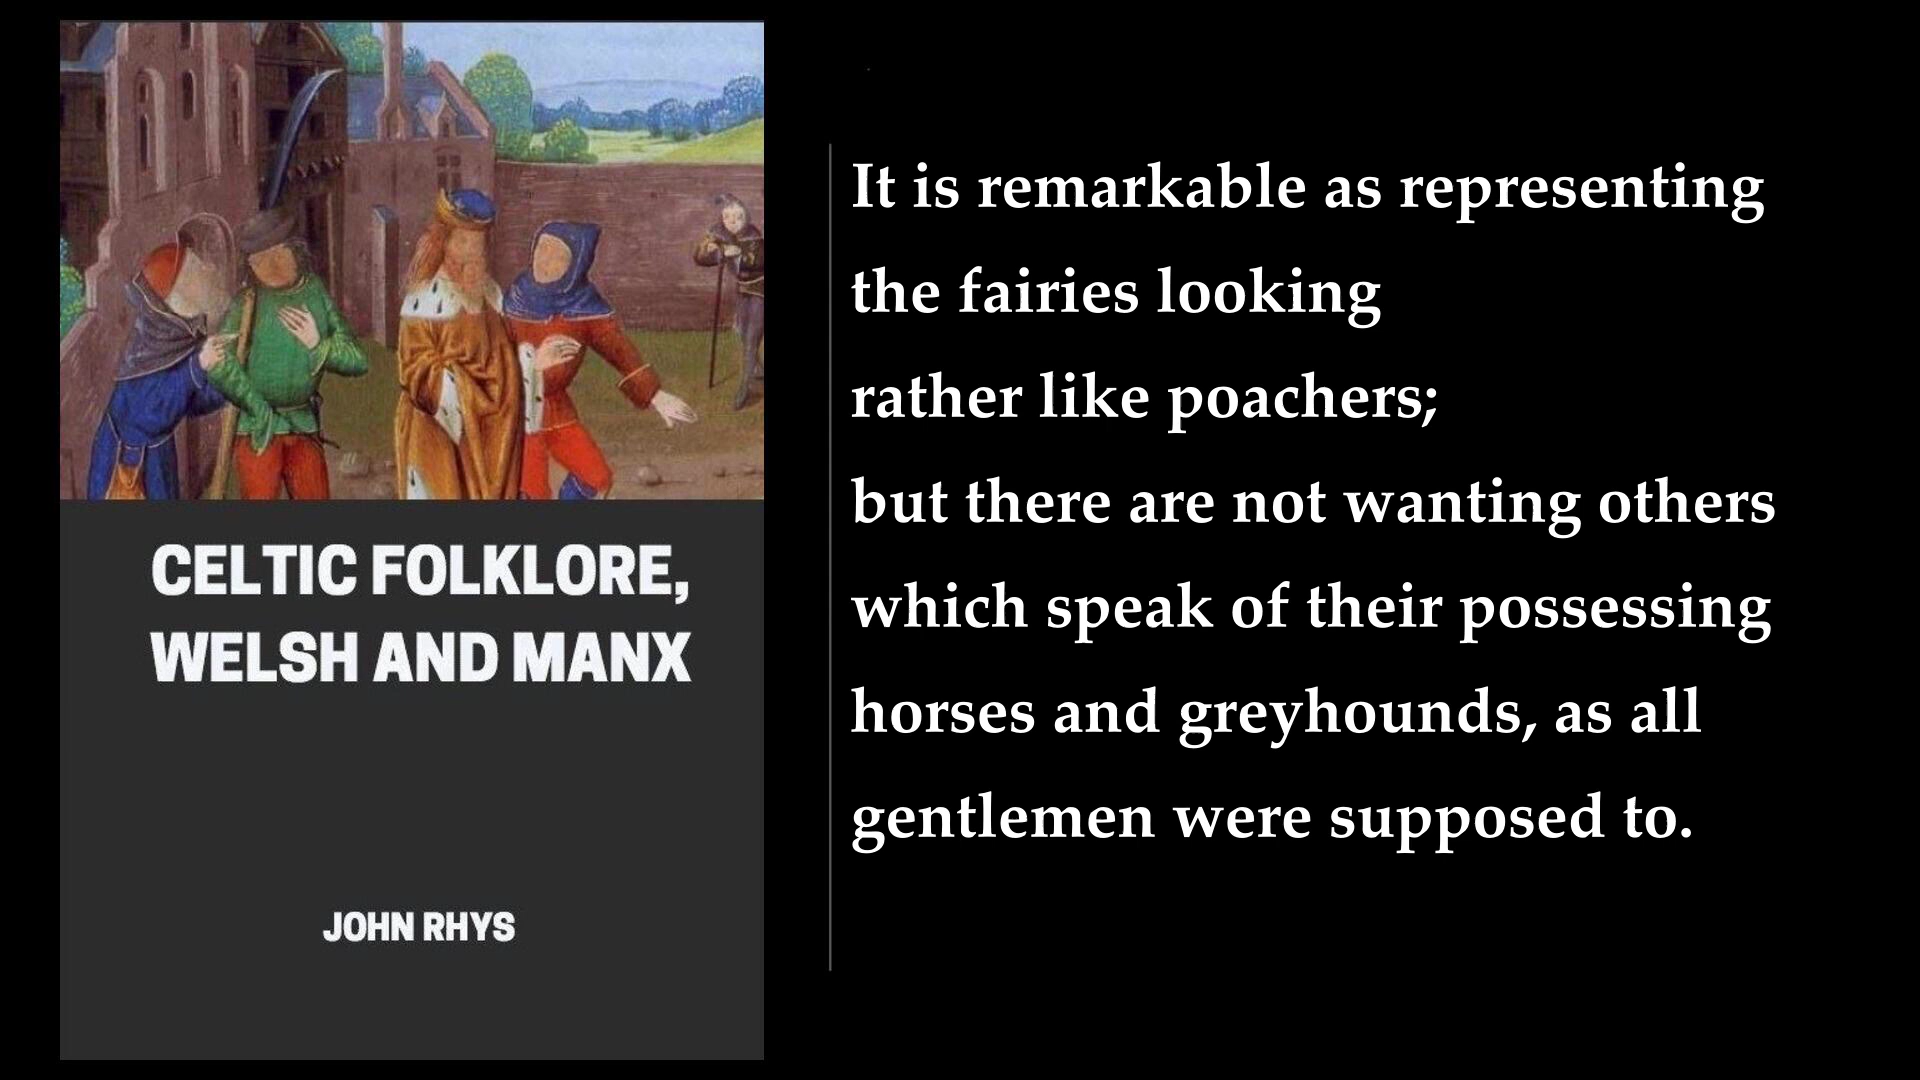 CELTIC FOLKLORE,
WELSH AND MANX
JOHN RHYS
It is remarkable as representing
the fairies looking
rather like poachers;
but there are not wanting others
which speak of their possessing
horses and greyhounds, as all
gentlemen were supposed to.